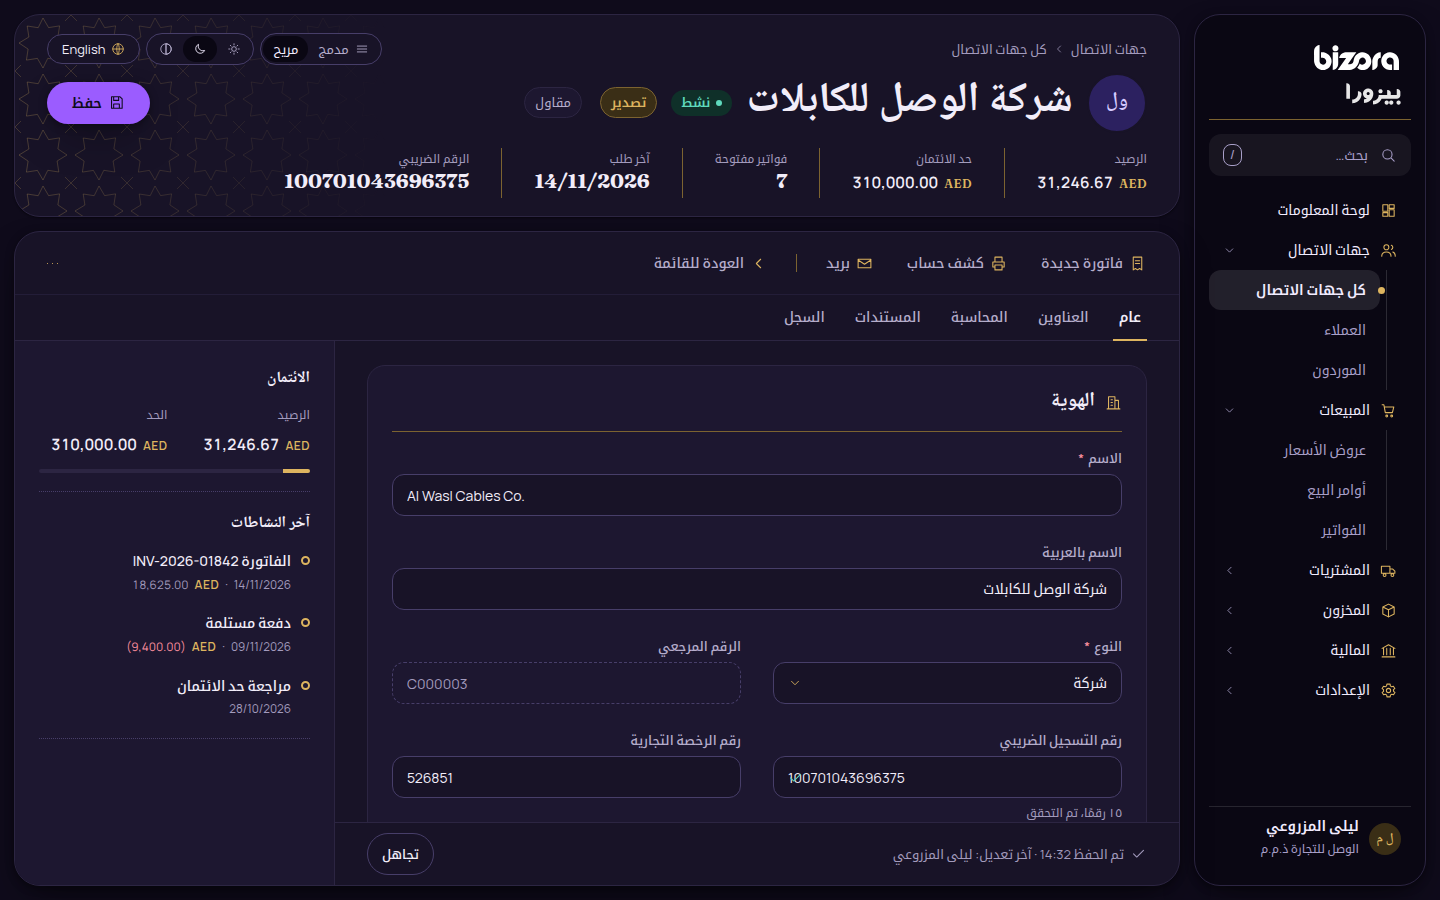 bizora
بيزورا
بحث...
/
لوحة المعلومات
جهات الاتصال
كل جهات الاتصال
العملاء
الموردون
المبيعات
عروض الأسعار
أوامر البيع
الفواتير
المشتريات
المخزون
المالية
الإعدادات
ل م
ليلى المزروعي
الوصل للتجارة ذ.م.م
جهات الاتصال › كل جهات الاتصال
مدمج مريح
English
ول
شركة الوصل للكابلات
نشط
تصدير
مقاول
حفظ
الرصيد
AED 31,246.67
حد الائتمان
AED 310,000.00
فواتير مفتوحة
7
آخر طلب
14/11/2026
الرقم الضريبي
100701043696375
فاتورة جديدة
كشف حساب
بريد
العودة للقائمة
...
عام
العناوين
المحاسبة
المستندات
السجل
الهوية
الاسم *
Al Wasl Cables Co.
الاسم بالعربية
شركة الوصل للكابلات
النوع *
شركة
الرقم المرجعي
C000003
رقم التسجيل الضريبي
100701043696375
١٥ رقمًا، تم التحقق
رقم الرخصة التجارية
526851
تم الحفظ 14:32 · آخر تعديل: ليلى المزروعي
تجاهل
الائتمان
الرصيد
AED 31,246.67
الحد
AED 310,000.00
آخر النشاطات
الفاتورة INV-2026-01842
14/11/2026 · AED 18,625.00
دفعة مستلمة
09/11/2026 · AED (9,400.00)
مراجعة حد الائتمان
28/10/2026